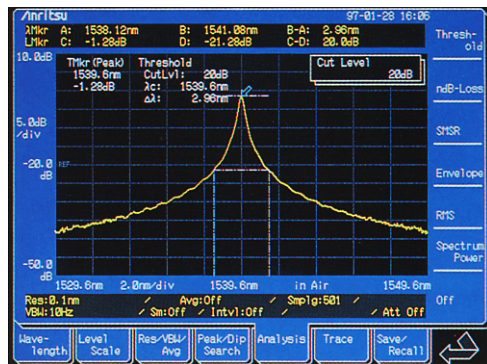 Anritsu 97-01-28 16:06
λMkr A: 1538.12nm B: 1541.08nm B-A: 2.96nm
LMkr C: -1.28dB D: -21.28dB C-D: 20.0dB
Thresh-
old
10.0dB
TMkr(Peak) Threshold
1539.6nm CutLvl: 20dB
-1.28dB λc: 1539.6nm
Δλ: 2.96nm
Cut Level
20dB
ndB-Loss
5.0dB
/div
SMSR
-20.0 REF
dB
Envelope
RMS
Spectrum
Power
-50.0
dB
1529.6nm 2.0nm/div 1539.6nm in Air 1549.6nm
Res:0.1nm / Avg:Off / Smplg:501 /
VBW:10Hz / Sm:Off / Intvl:Off / / Att Off
Off
Wave-
length
Level
Scale
Res/VBW/
Avg
Peak/Dip
Search
Analysis
Trace
Save/
Recall